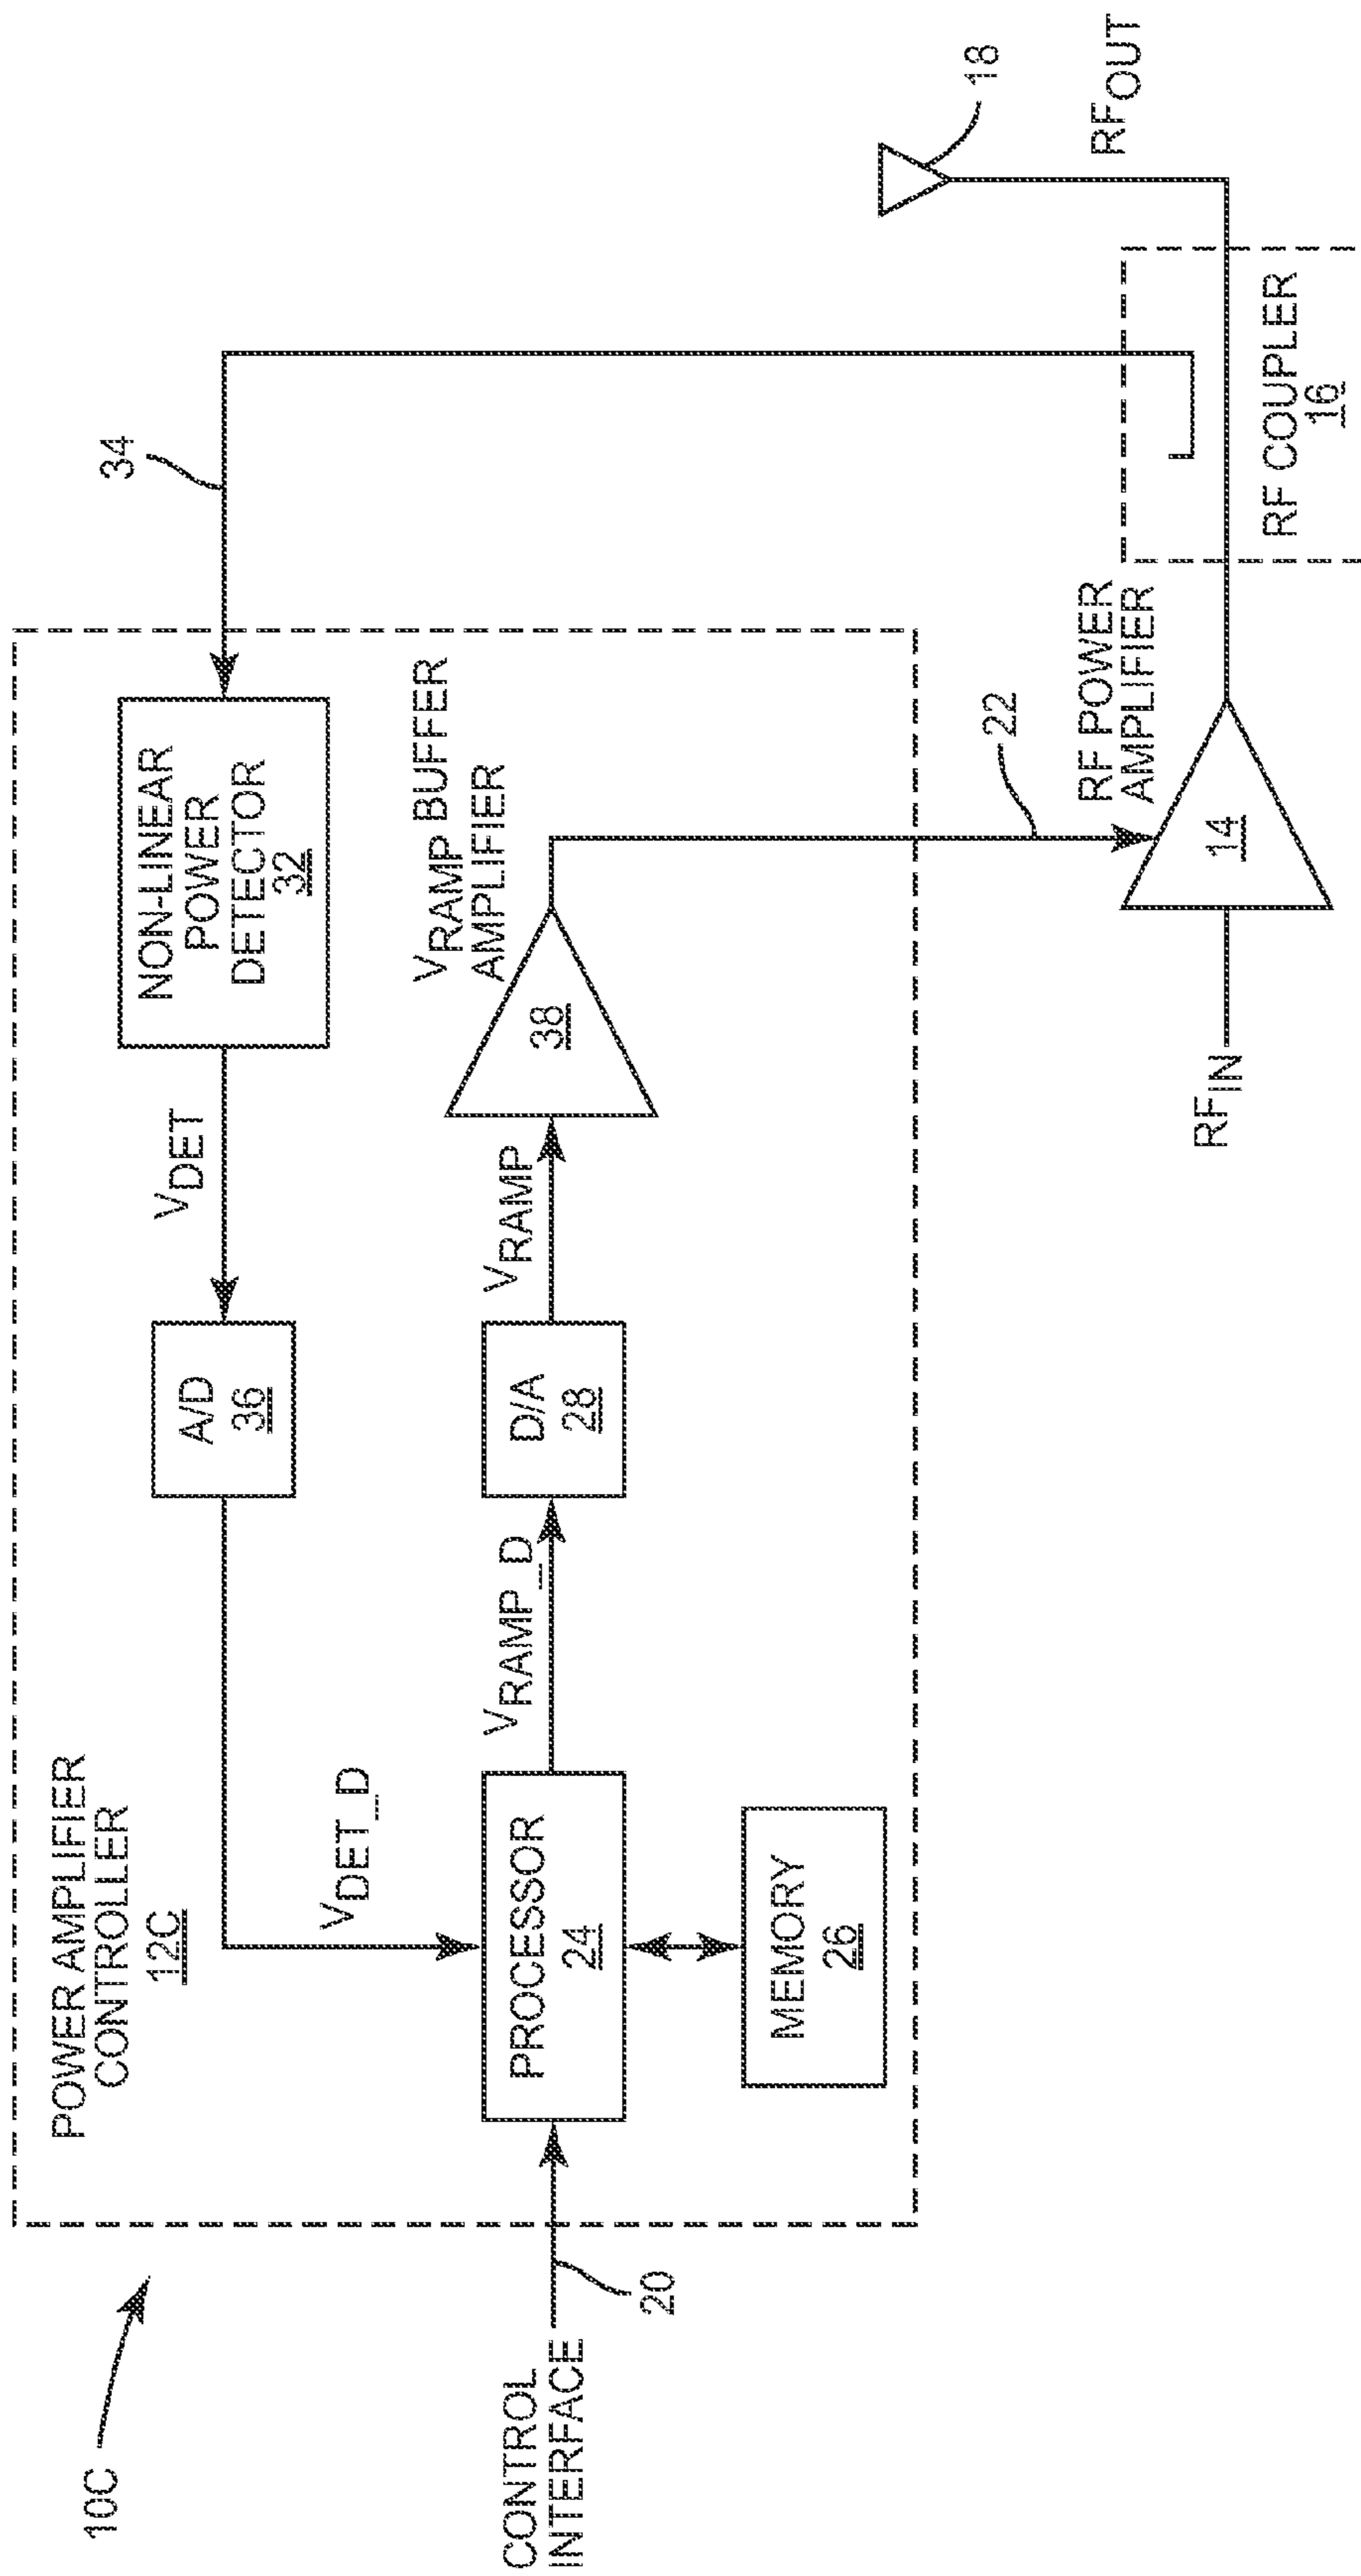 10C
POWER AMPLIFIER
CONTROLLER
12C
34
NON-LINEAR
POWER
DETECTOR
32
VDET
A/D
36
VDET_D
VRAMP BUFFER
AMPLIFIER
38
VRAMP
D/A
28
VRAMP_D
PROCESSOR
24
MEMORY
26
CONTROL
INTERFACE
20
22
RF POWER
AMPLIFIER
14
RFIN
RF COUPLER
16
18
RFOUT